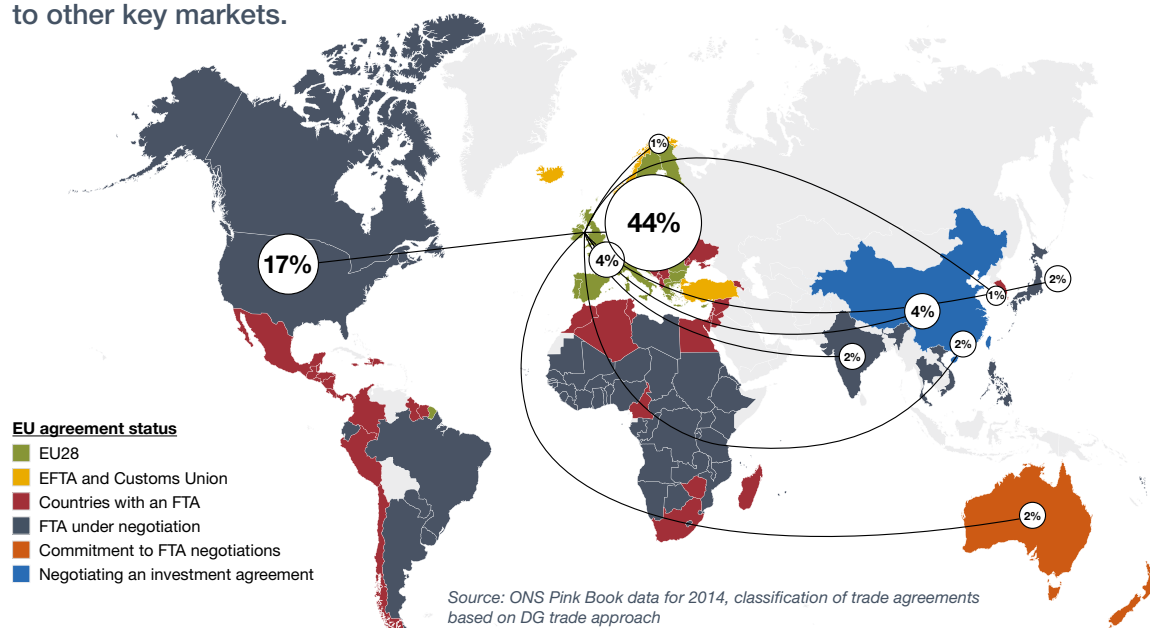 to other key markets.
1%
44%
4%
17%
2%
1%
4%
2%
2%
2%
EU agreement status
EU28
EFTA and Customs Union
Countries with an FTA
FTA under negotiation
Commitment to FTA negotiations
Negotiating an investment agreement
Source: ONS Pink Book data for 2014, classification of trade agreements
based on DG trade approach